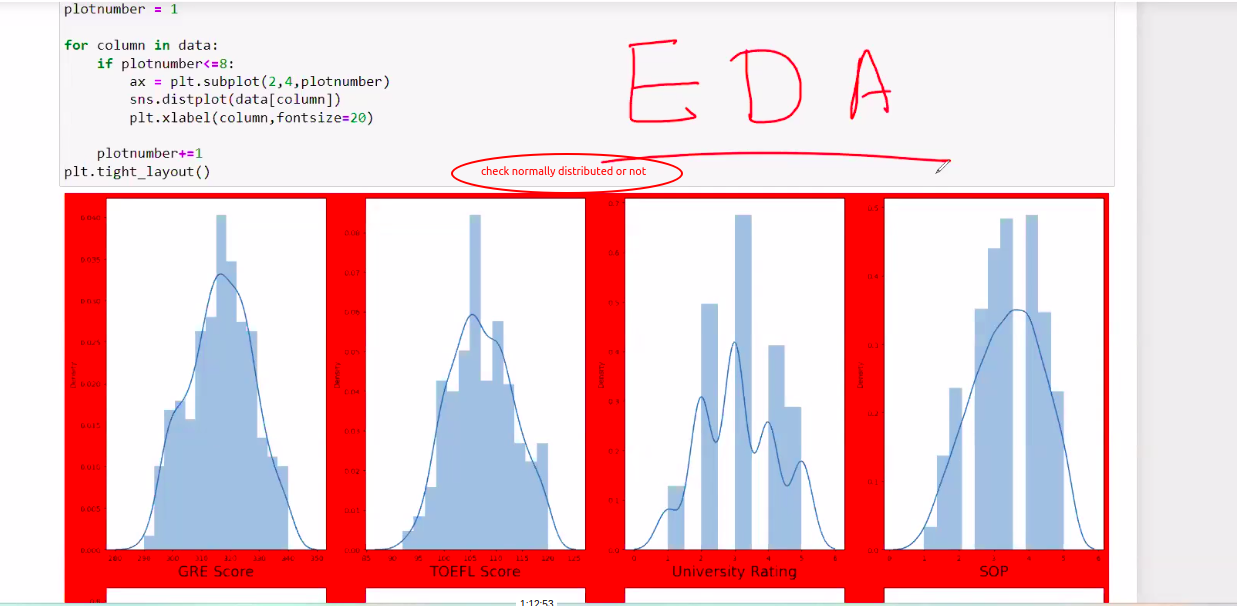 plotnumber = 1
for column in data:
if plotnumber<=8:
ax = plt.subplot(2,4,plotnumber)
sns.distplot(data[column])
plt.xlabel(column,fontsize=20)
plotnumber+=1
plt.tight_layout()
EDA
check normally distributed or not
GRE Score
TOEFL Score
University Rating
SOP
1:12:53